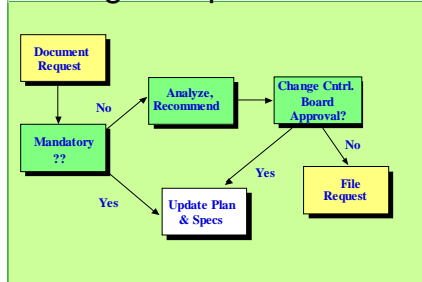 Document
Request
Mandatory
??
No
Yes
Analyze,
Recommend
Change Cntrl.
Board
Approval?
Yes
No
Update Plan
& Specs
File
Request